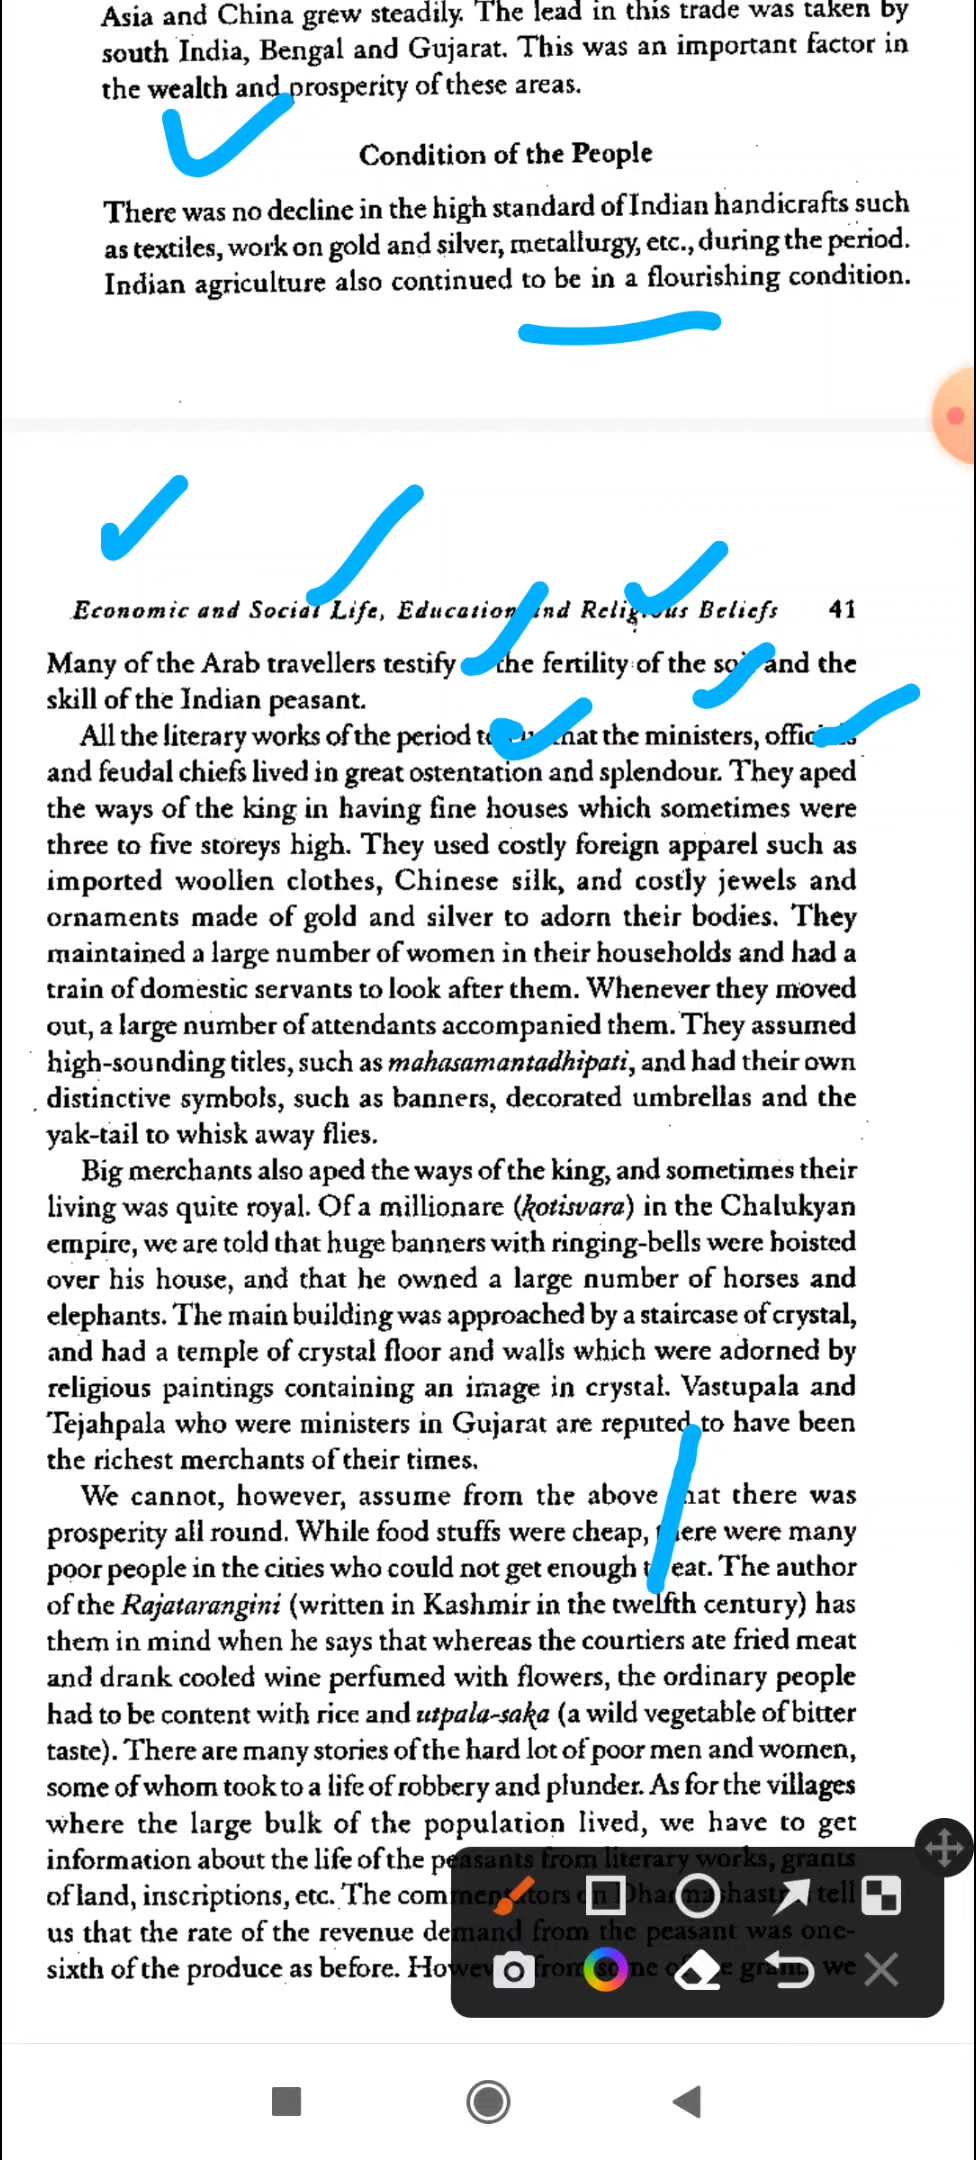 Asia and China grew steadily. The lead in this trade was taken by
south India, Bengal and Gujarat. This was an important factor in
the wealth and prosperity of these areas.
Condition of the People
There was no decline in the high standard of Indian handicrafts such
as textiles, work on gold and silver, metallurgy, etc., during the period.
Indian agriculture also continued to be in a flourishing condition.
Economic and Social Life, Education and Religious Beliefs 41
Many of the Arab travellers testify the fertility of the soil and the
skill of the Indian peasant.
All the literary works of the period that the ministers, officials
and feudal chiefs lived in great ostentation and splendour. They aped
the ways of the king in having fine houses which sometimes were
three to five storeys high. They used costly foreign apparel such as
imported woollen clothes, Chinese silk, and costly jewels and
ornaments made of gold and silver to adorn their bodies. They
maintained a large number of women in their households and had a
train of domestic servants to look after them. Whenever they moved
out, a large number of attendants accompanied them. They assumed
high-sounding titles, such as mahasamantadhipati, and had their own
distinctive symbols, such as banners, decorated umbrellas and the
yak-tail to whisk away flies.
Big merchants also aped the ways of the king, and sometimes their
living was quite royal. Of a millionare (kotisvara) in the Chalukyan
empire, we are told that huge banners with ringing-bells were hoisted
over his house, and that he owned a large number of horses and
elephants. The main building was approached by a staircase of crystal,
and had a temple of crystal floor and walls which were adorned by
religious paintings containing an image in crystal. Vastupala and
Tejahpala who were ministers in Gujarat are reputed to have been
the richest merchants of their times.
We cannot, however, assume from the above that there was
prosperity all round. While food stuffs were cheap, there were many
poor people in the cities who could not get enough to eat. The author
of the Rajatarangini (written in Kashmir in the twelfth century) has
them in mind when he says that whereas the courtiers ate fried meat
and drank cooled wine perfumed with flowers, the ordinary people
had to be content with rice and utpala-saka (a wild vegetable of bitter
taste). There are many stories of the hard lot of poor men and women,
some of whom took to a life of robbery and plunder. As for the villages
where the large bulk of the population lived, we have to get
information about the life of the peasants from literary works, grants
of land, inscriptions, etc. The commentators on Dharmashastra tell
us that the rate of the revenue demand from the peasant was one-
sixth of the produce as before. However, from some of the grants we